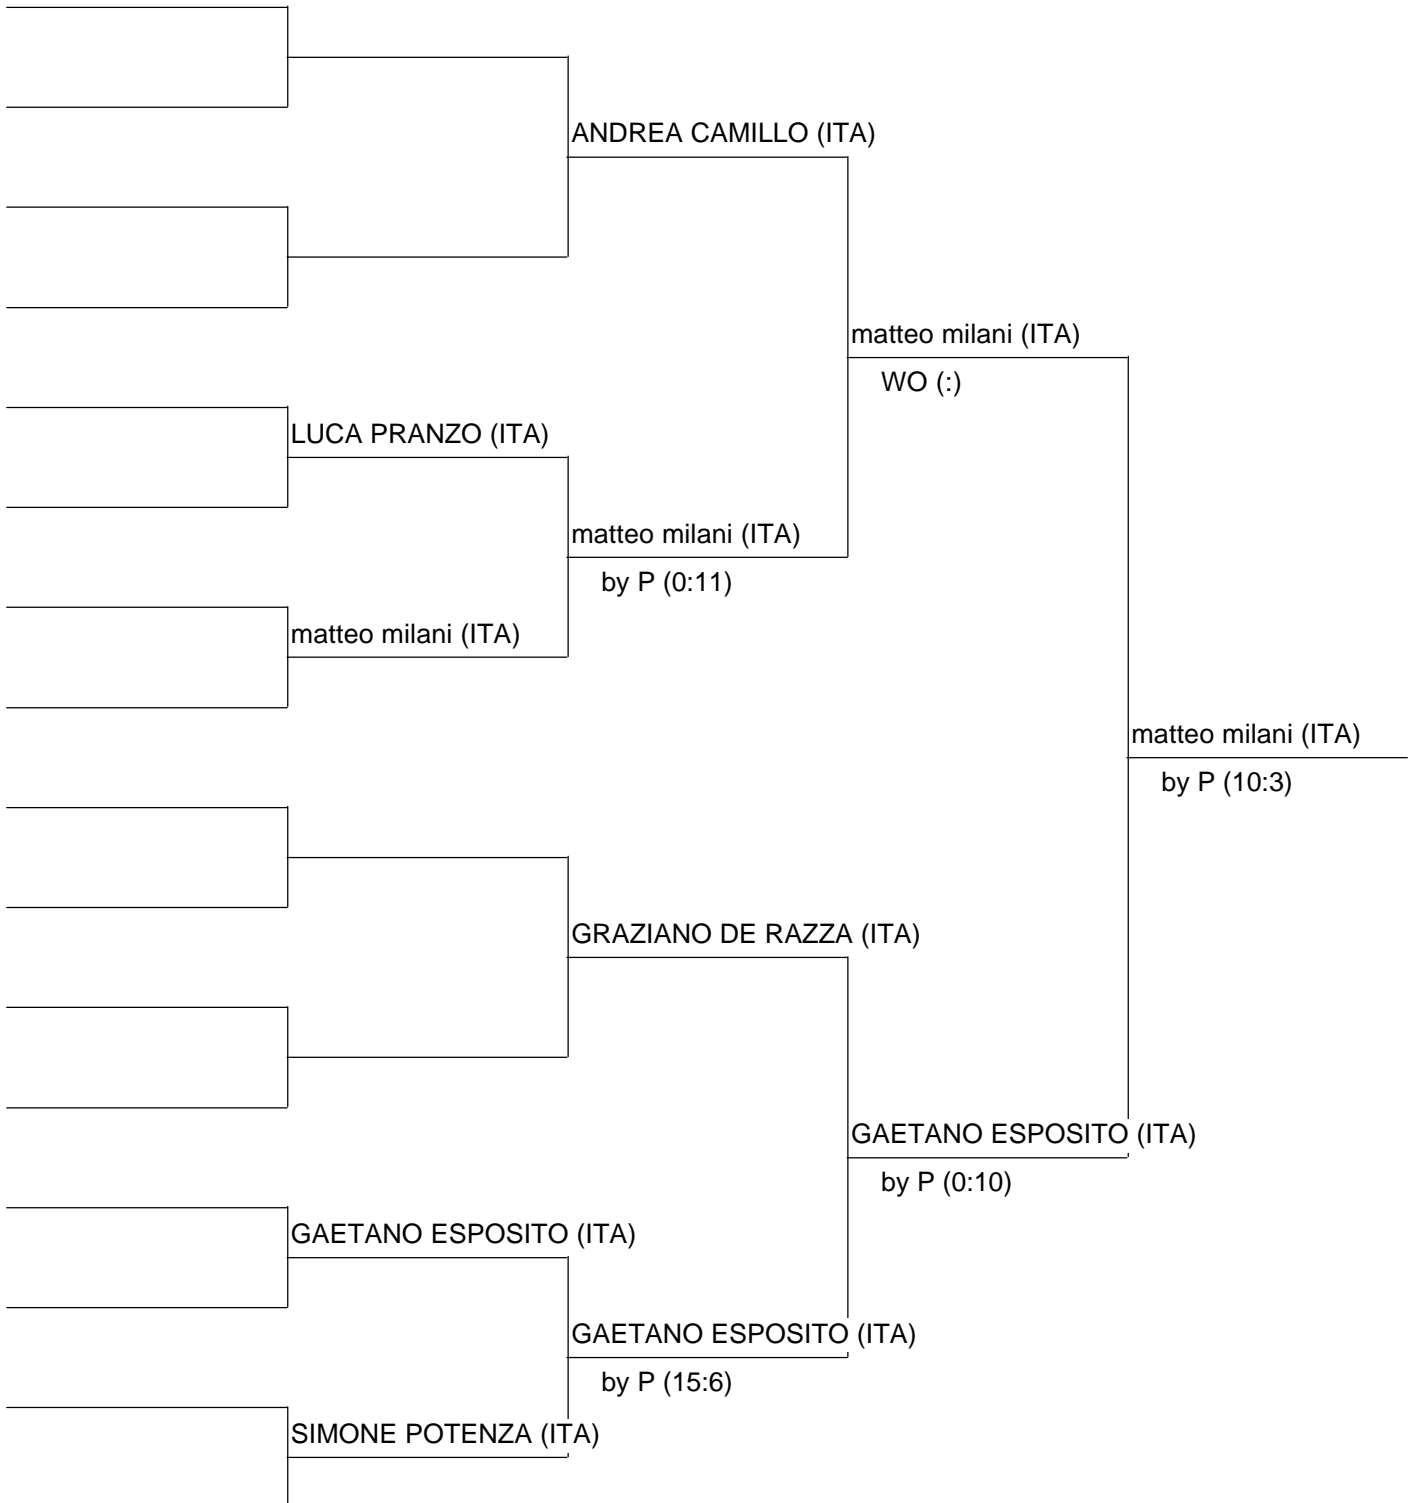 ANDREA CAMILLO (ITA)
matteo milani (ITA)
WO (:)
LUCA PRANZO (ITA)
matteo milani (ITA)
by P (0:11)
matteo milani (ITA)
matteo milani (ITA)
by P (10:3)
GRAZIANO DE RAZZA (ITA)
GAETANO ESPOSITO (ITA)
by P (0:10)
GAETANO ESPOSITO (ITA)
GAETANO ESPOSITO (ITA)
by P (15:6)
SIMONE POTENZA (ITA)